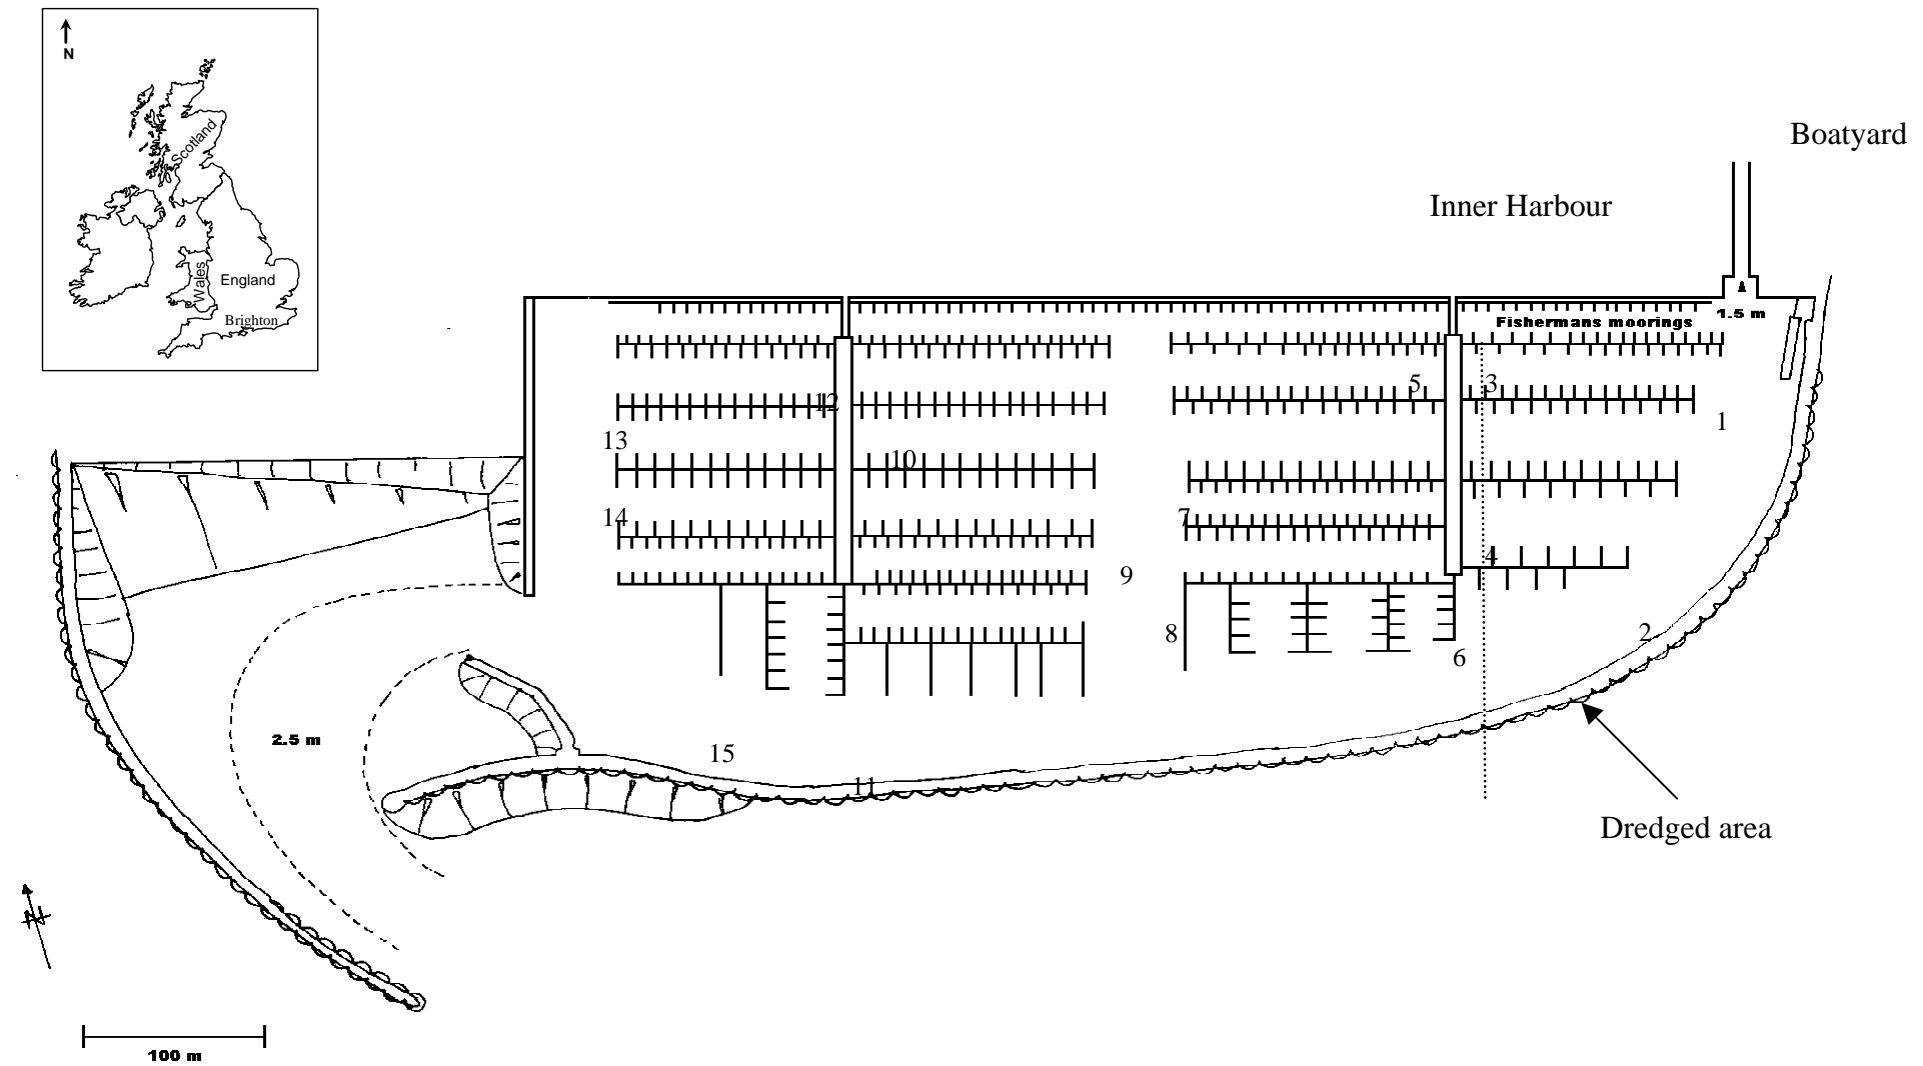 N
Scotland
Wales
England
Brighton
Boatyard
Inner Harbour
1.5 m
Fishermans moorings
5
3
12
1
13
10
14
7
4
9
8
2
6
2.5 m
15
11
Dredged area
N
100 m